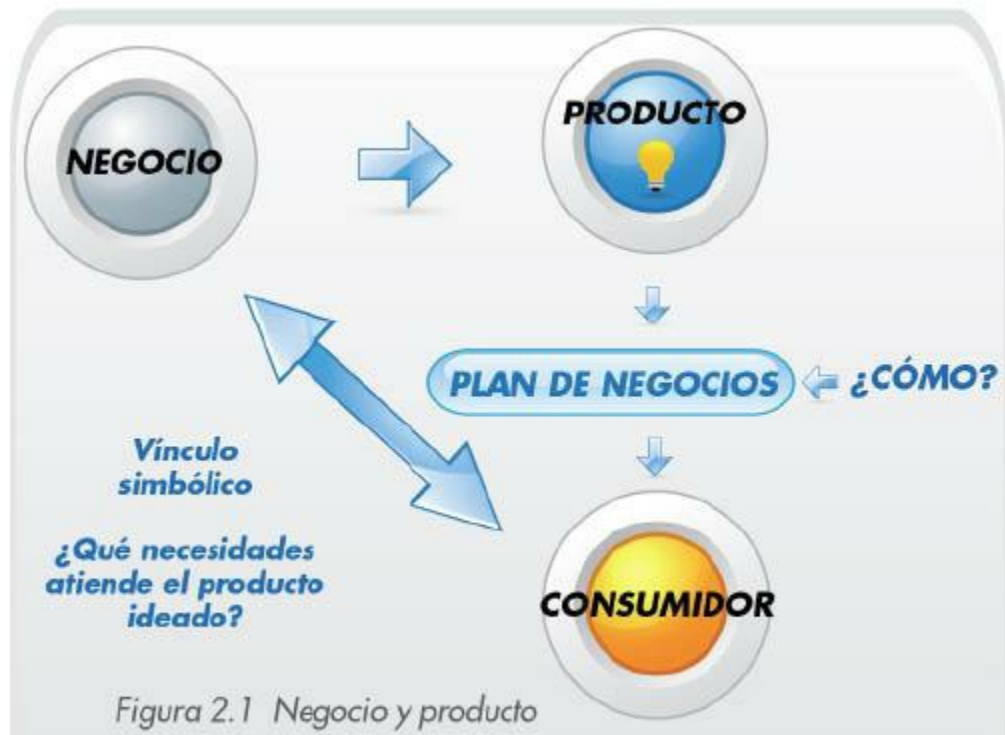 NEGOCIO
PRODUCTO
PLAN DE NEGOCIOS
¿CÓMO?
Vínculo
simbólico
¿Qué necesidades
atiende el producto
ideado?
CONSUMIDOR
Figura 2.1 Negocio y producto